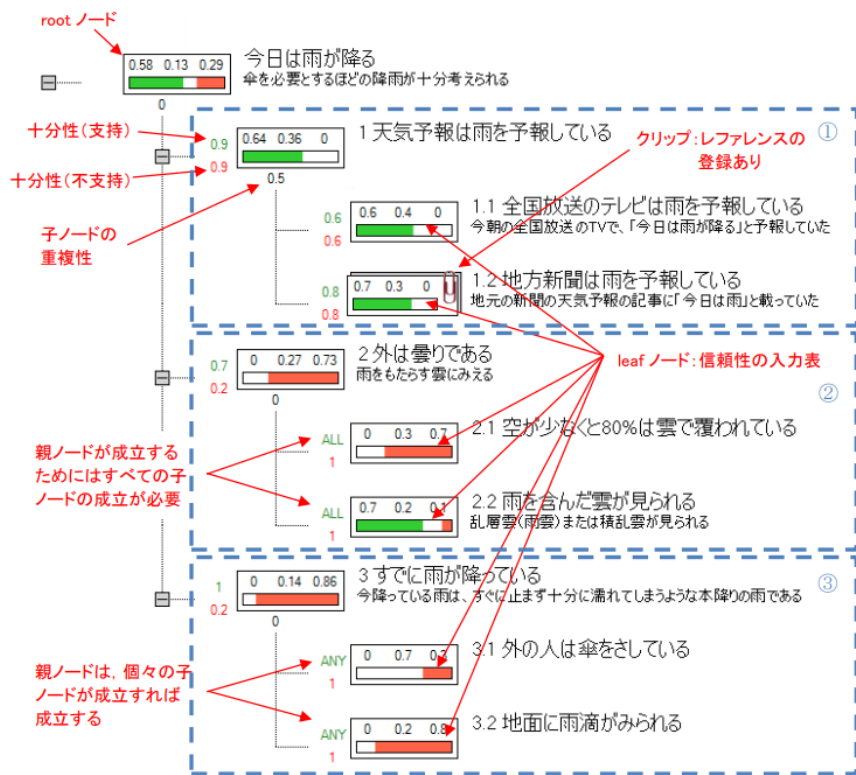 root ノード
0.58 0.13 0.29
今日は雨が降る
傘を必要とするほどの降雨が十分考えられる
0
十分性(支持)
0.9
0.64 0.36 0
1 天気予報は雨を予報している
クリップ:レファレンスの
登録あり
①
十分性(不支持)
0.9
0.5
子ノードの
重複性
0.6
0.6 0.4 0
1.1 全国放送のテレビは雨を予報している
今朝の全国放送のTVで、「今日は雨が降る」と予報していた
0.6
0.8
0.7 0.3 0
1.2 地方新聞は雨を予報している
地元の新聞の天気予報の記事に「今日は雨」と載っていた
0.8
0.7
0 0.27 0.73
2 外は曇りである
雨をもたらす雲にみえる
0.2
0
leaf ノード:信頼性の入力表
②
ALL
0 0.3 0.7
2.1 空が少なくと80%は雲で覆われている
1
親ノードが成立する
ためにはすべての子
ノードの成立が必要
ALL
0.7 0.2 0.1
2.2 雨を含んだ雲が見られる
乱層雲(雨雲)または積乱雲が見られる
1
1
0 0.14 0.86
3 すでに雨が降っている
今降っている雨は、すぐに止まず十分に濡れてしまうような本降りの雨である
③
0.2
0
ANY
0 0.7 0.3
3.1 外の人は傘をさしている
1
親ノードは,個々の子
ノードが成立すれば
成立する
ANY
0 0.2 0.8
3.2 地面に雨滴がみられる
1